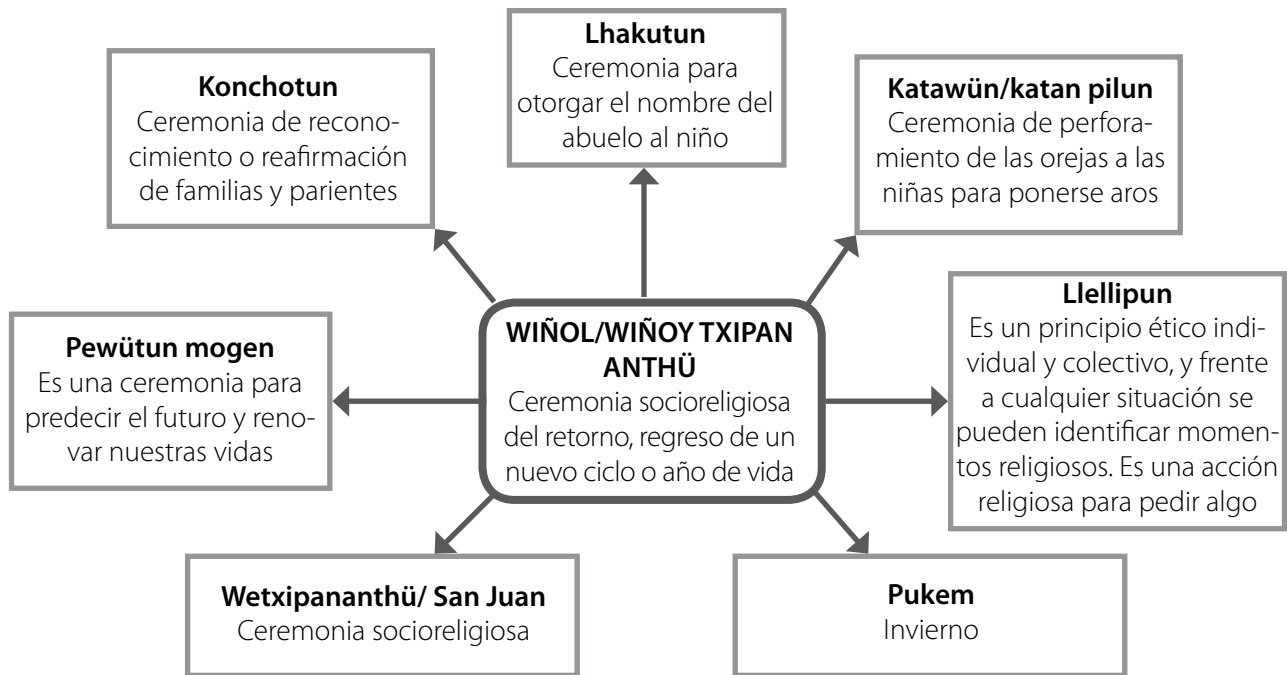 Lhakutun
Ceremonia para
otorgar el nombre del
abuelo al niño
Konchotun
Ceremonia de recono-
cimiento o reafirmación
de familias y parientes
Katawün/katan pilun
Ceremonia de perfora-
miento de las orejas a las
niñas para ponerse aros
Pewütun mogen
Es una ceremonia para
predecir el futuro y reno-
var nuestras vidas
WIÑOL/WIÑOY TXIPAN
ANTHÜ
Ceremonia socioreligiosa
del retorno, regreso de un
nuevo ciclo o año de vida
Llellipun
Es un principio ético indi-
vidual y colectivo, y frente
a cualquier situación se
pueden identificar momen-
tos religiosos. Es una acción
religiosa para pedir algo
Wetxipananthü/ San Juan
Ceremonia socioreligiosa
Pukem
Invierno